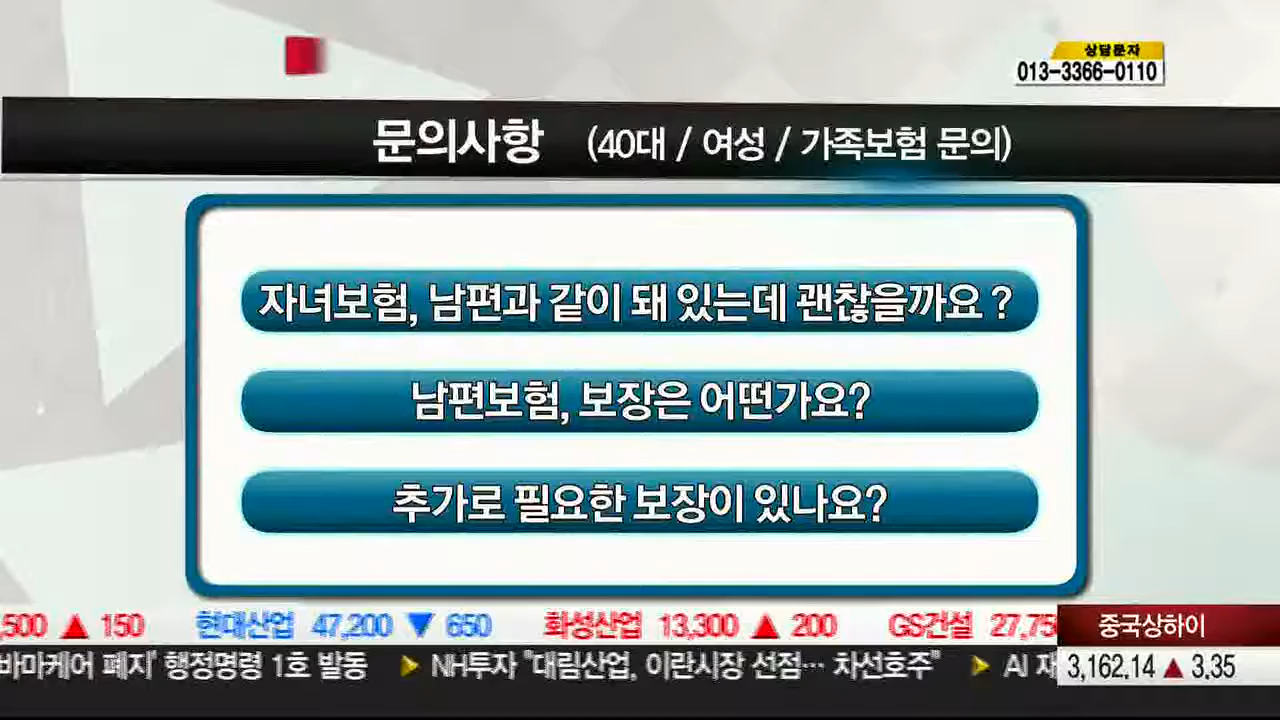 상담문자
013-3366-0110
문의사항 (40대 / 여성 / 가족보험 문의)
자녀보험, 남편과 같이 돼 있는데 괜찮을까요 ?
남편보험, 보장은 어떤가요?
추가로 필요한 보장이 있나요?
,500 ▲ 150 현대산업 47,200 ▼ 650 화성산업 13,300 ▲ 200 GS건설 27,75
중국상하이
바마케어 폐지' 행정명령 1호 발동 ▶ NH투자 "대림산업, 이란시장 선점… 차선호주" ▶ AI 재
3,162.14 ▲ 3.35